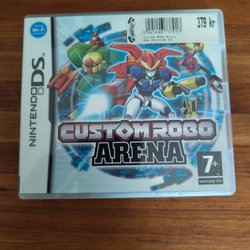 Wi-Fi
379 kr
NINTENDO DS
CUSTOM ROBO
ARENA
7+
www.pegi.info